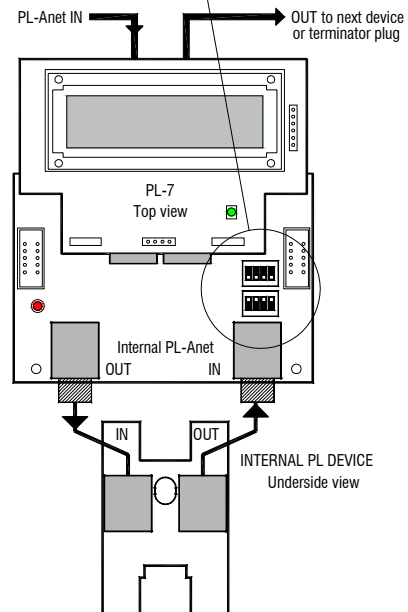 PL-Anet IN
OUT to next device
or terminator plug
PL-7
Top view
Internal PL-Anet
OUT
IN
IN
OUT
INTERNAL PL DEVICE
Underside view